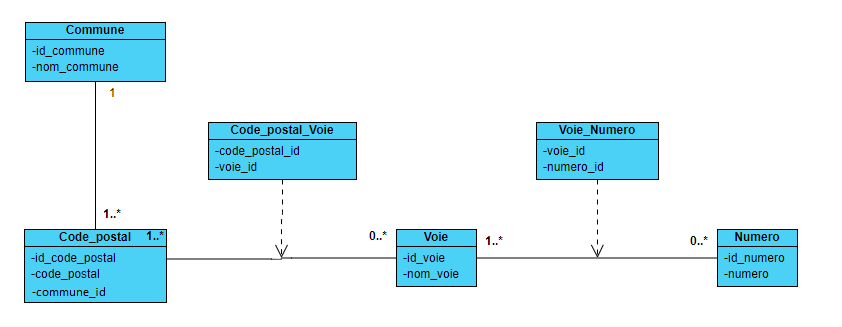 Commune
-id_commune
-nom_commune
1
Code_postal_Voie
-code_postal_id
-voie_id
Voie_Numero
-voie_id
-numero_id
1..*
Code_postal
1..*
-id_code_postal
-code_postal
-commune_id
0..*
Voie
-id_voie
-nom_voie
1..*
0..*
Numero
-id_numero
-numero